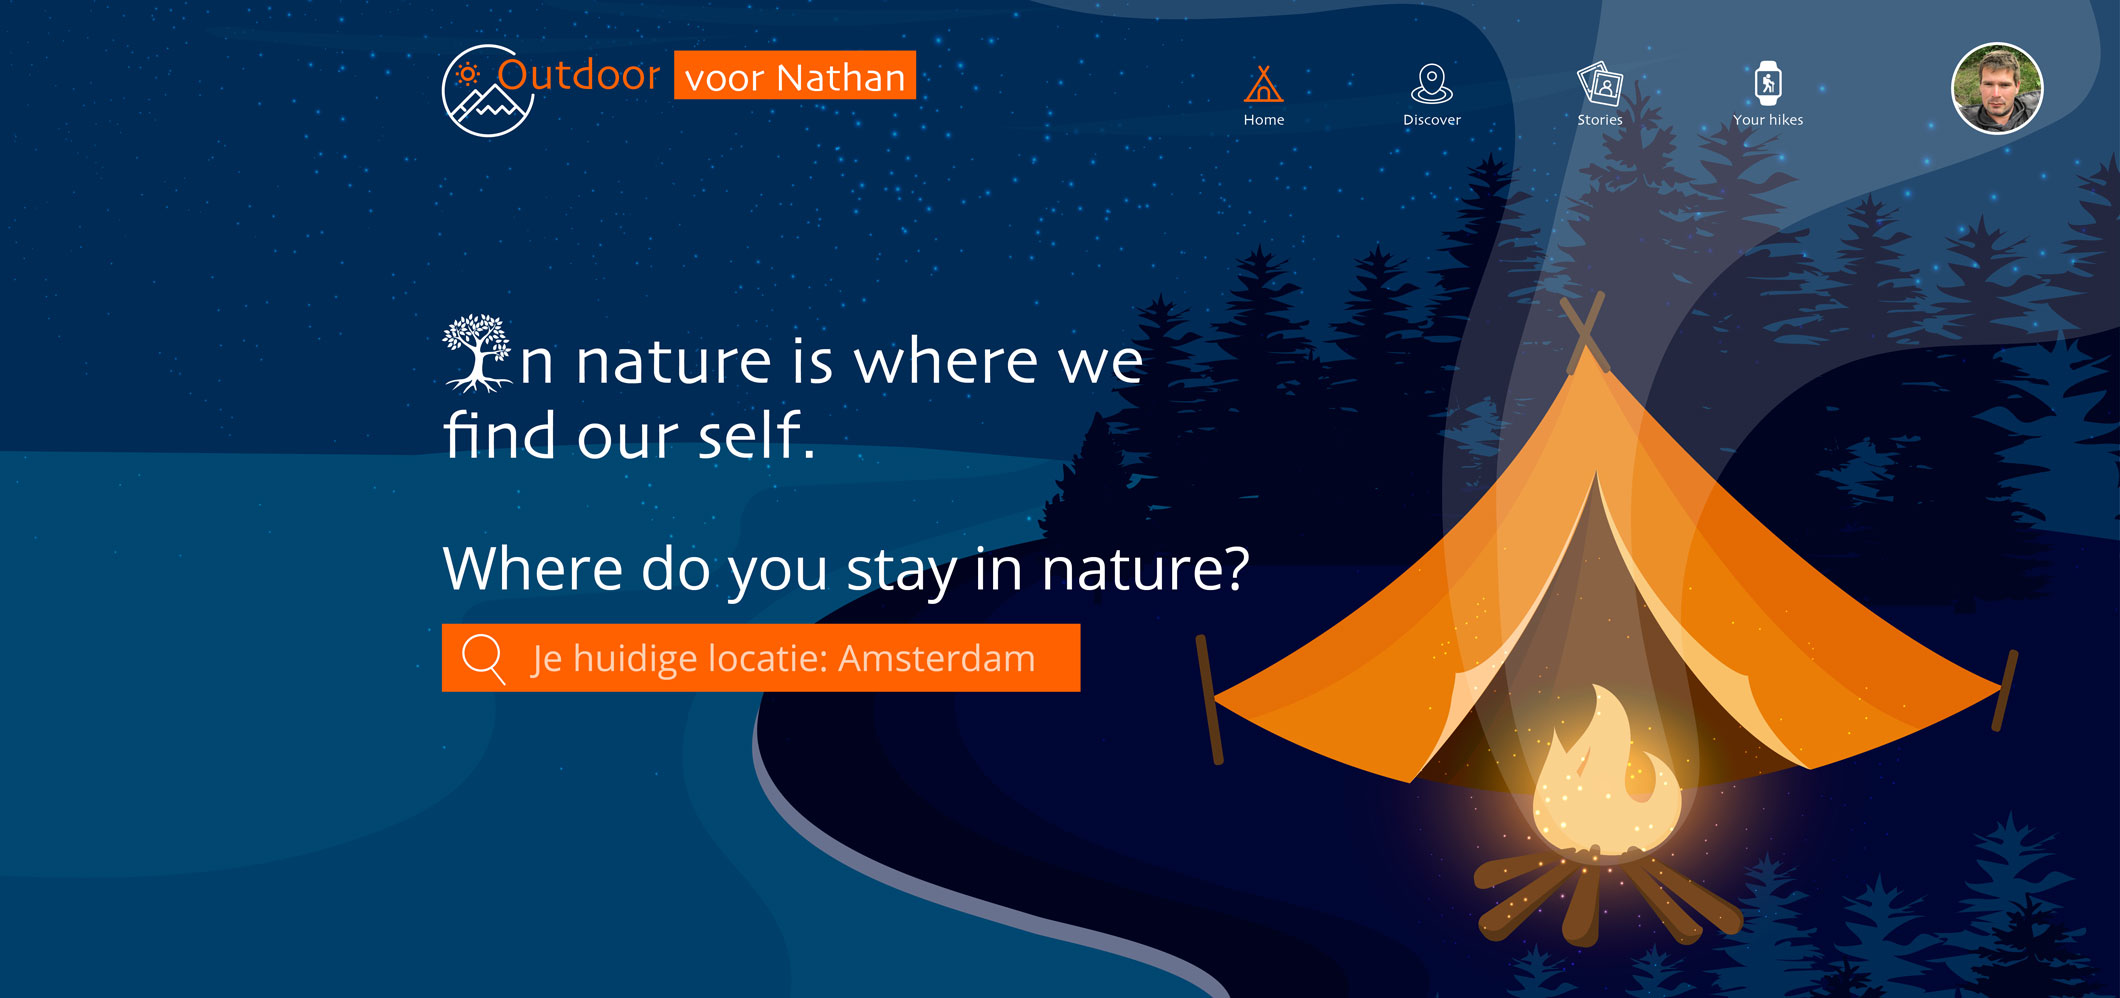 Outdoor voor Nathan
Home Discover Stories Your hikes
In nature is where we
find our self.
Where do you stay in nature?
Je huidige locatie: Amsterdam